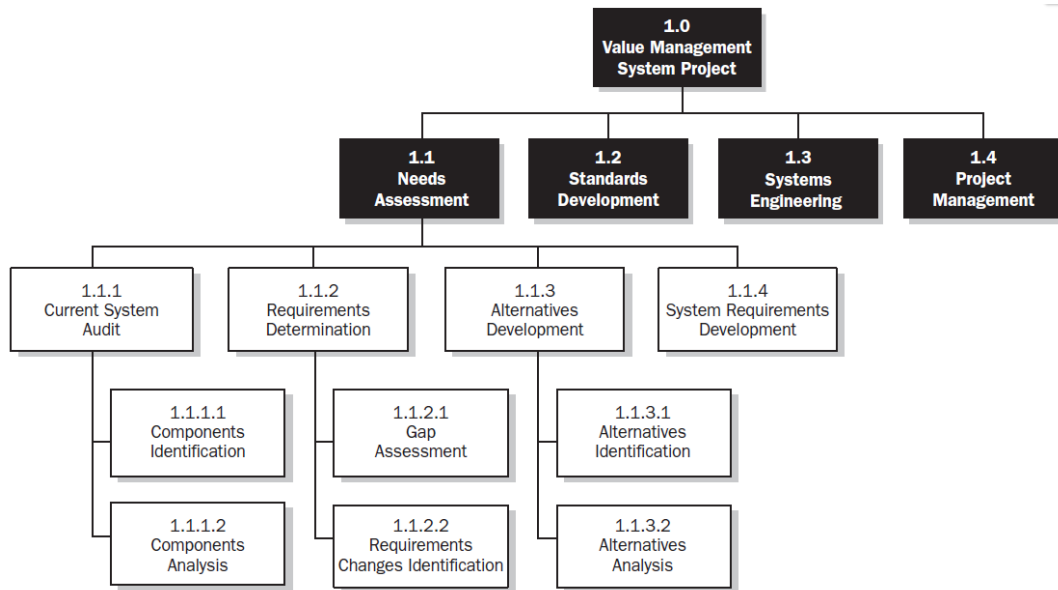 1.0
Value Management
System Project
1.1
Needs
Assessment
1.2
Standards
Development
1.3
Systems
Engineering
1.4
Project
Management
1.1.1
Current System
Audit
1.1.2
Requirements
Determination
1.1.3
Alternatives
Development
1.1.4
System Requirements
Development
1.1.1.1
Components
Identification
1.1.2.1
Gap
Assessment
1.1.3.1
Alternatives
Identification
1.1.1.2
Components
Analysis
1.1.2.2
Requirements
Changes Identification
1.1.3.2
Alternatives
Analysis